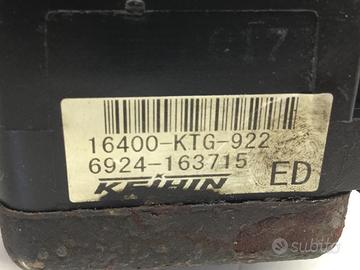 16400-KTG-922
6924-163715
KEIHIN ED
subito